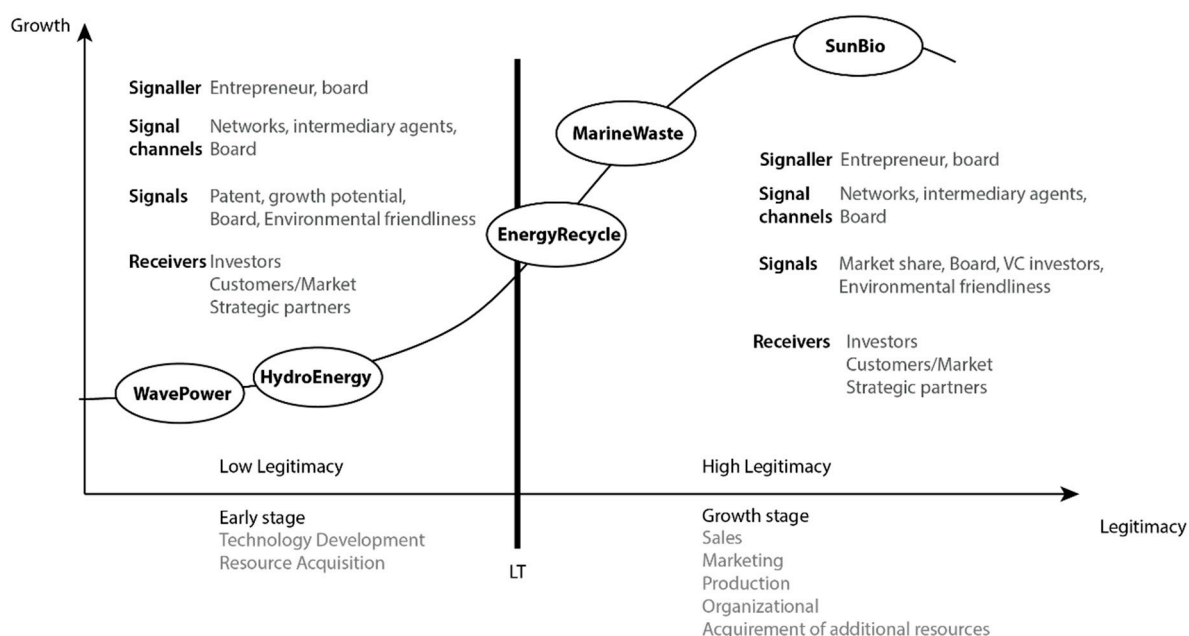 Growth
SunBio
MarineWaste
EnergyRecycle
HydroEnergy
WavePower
Signaller Entrepreneur, board
Signal Networks, intermediary agents,
channels Board
Signals Patent, growth potential,
Board, Environmental friendliness
Receivers Investors
Customers/Market
Strategic partners
Signaller Entrepreneur, board
Signal Networks, intermediary agents,
channels Board
Signals Market share, Board, VC investors,
Environmental friendliness
Receivers Investors
Customers/Market
Strategic partners
Low Legitimacy
High Legitimacy
Early stage
Technology Development
Resource Acquisition
LT
Growth stage
Sales
Marketing
Production
Organizational
Acquirement of additional resources
Legitimacy